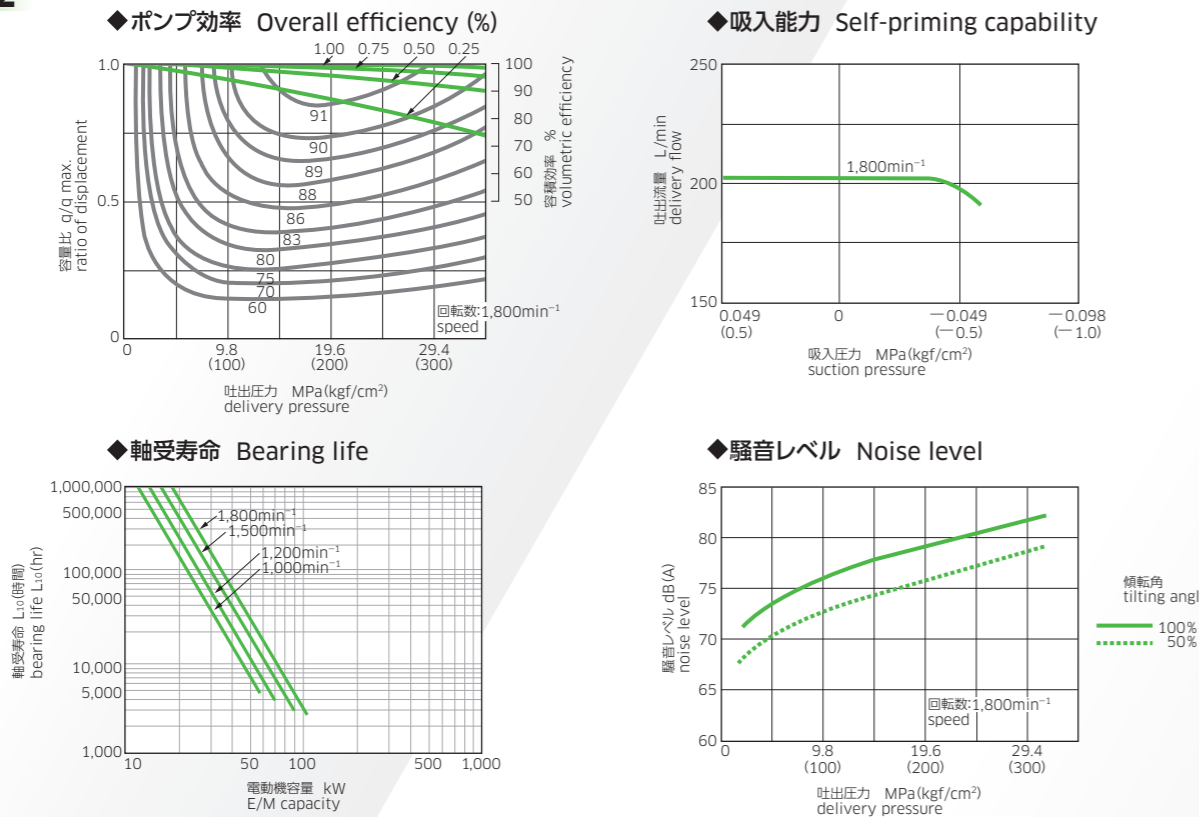 ◆ポンプ効率 Overall efficiency (%)
1.00 0.75 0.50 0.25
1.0
0.5
0
容量比 q/q max.
ratio of displacement
100
90
80
70
60
50
容積効率 %
volumetric efficiency
91
90
89
88
86
83
80
75
70
60
回転数:1,800min⁻¹
speed
0 9.8 19.6 29.4
(100) (200) (300)
吐出圧力 MPa(kgf/cm²)
delivery pressure
◆吸入能力 Self-priming capability
250
200
150
吐出流量 L/min
delivery flow
1,800min⁻¹
0.049 0 −0.049 −0.098
(0.5) (−0.5) (−1.0)
吸入圧力 MPa(kgf/cm²)
suction pressure
◆軸受寿命 Bearing life
1,000,000
500,000
100,000
50,000
10,000
5,000
1,000
軸受寿命 L₁₀(時間)
bearing life L₁₀(hr)
1,800min⁻¹
1,500min⁻¹
1,200min⁻¹
1,000min⁻¹
10 50 100 500 1,000
電動機容量 kW
E/M capacity
◆騒音レベル Noise level
85
80
75
70
65
60
騒音レベル dB(A)
noise level
回転数:1,800min⁻¹
speed
0 9.8 19.6 29.4
(100) (200) (300)
吐出圧力 MPa(kgf/cm²)
delivery pressure
傾転角
tilting angl
100%
50%